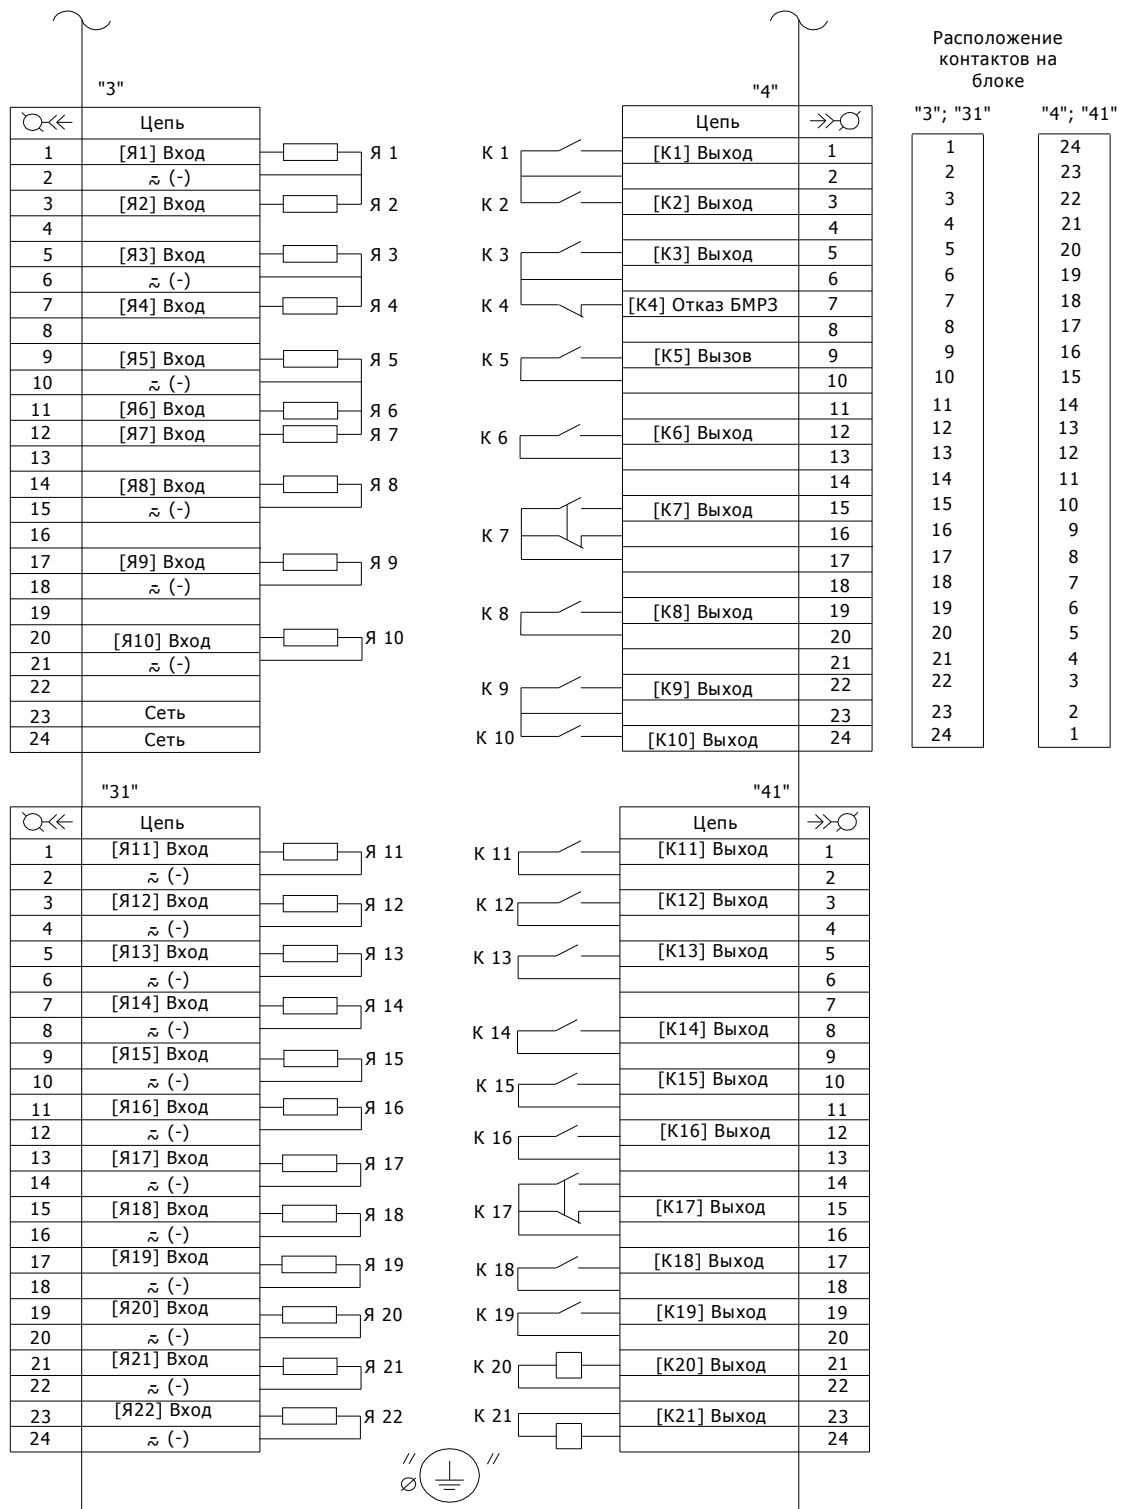 Расположение
контактов на
блоке
"3"; "31" "4"; "41"
1 24
2 23
3 22
4 21
5 20
6 19
7 18
8 17
9 16
10 15
11 14
12 13
13 12
14 11
15 10
16 9
17 8
18 7
19 6
20 5
21 4
22 3
23 2
24 1
"3"
Цепь
1 [Я1] Вход Я 1
2 ≂ (-)
3 [Я2] Вход Я 2
4
5 [Я3] Вход Я 3
6 ≂ (-)
7 [Я4] Вход Я 4
8
9 [Я5] Вход Я 5
10 ≂ (-)
11 [Я6] Вход Я 6
12 [Я7] Вход Я 7
13
14 [Я8] Вход Я 8
15 ≂ (-)
16
17 [Я9] Вход Я 9
18 ≂ (-)
19
20 [Я10] Вход Я 10
21 ≂ (-)
22
23 Сеть
24 Сеть
"4"
Цепь
К 1 [К1] Выход 1
2
К 2 [К2] Выход 3
4
К 3 [К3] Выход 5
6
К 4 [К4] Отказ БМРЗ 7
8
К 5 [К5] Вызов 9
10
11
К 6 [К6] Выход 12
13
14
[К7] Выход 15
К 7 16
17
18
К 8 [К8] Выход 19
20
21
К 9 [К9] Выход 22
23
К 10 [К10] Выход 24
"31"
Цепь
1 [Я11] Вход Я 11
2 ≂ (-)
3 [Я12] Вход Я 12
4 ≂ (-)
5 [Я13] Вход Я 13
6 ≂ (-)
7 [Я14] Вход Я 14
8 ≂ (-)
9 [Я15] Вход Я 15
10 ≂ (-)
11 [Я16] Вход Я 16
12 ≂ (-)
13 [Я17] Вход Я 17
14 ≂ (-)
15 [Я18] Вход Я 18
16 ≂ (-)
17 [Я19] Вход Я 19
18 ≂ (-)
19 [Я20] Вход Я 20
20 ≂ (-)
21 [Я21] Вход Я 21
22 ≂ (-)
23 [Я22] Вход Я 22
24 ≂ (-)
"41"
Цепь
К 11 [К11] Выход 1
2
К 12 [К12] Выход 3
4
К 13 [К13] Выход 5
6
7
К 14 [К14] Выход 8
9
К 15 [К15] Выход 10
11
К 16 [К16] Выход 12
13
14
К 17 [К17] Выход 15
16
К 18 [К18] Выход 17
18
К 19 [К19] Выход 19
20
К 20 [К20] Выход 21
22
К 21 [К21] Выход 23
24